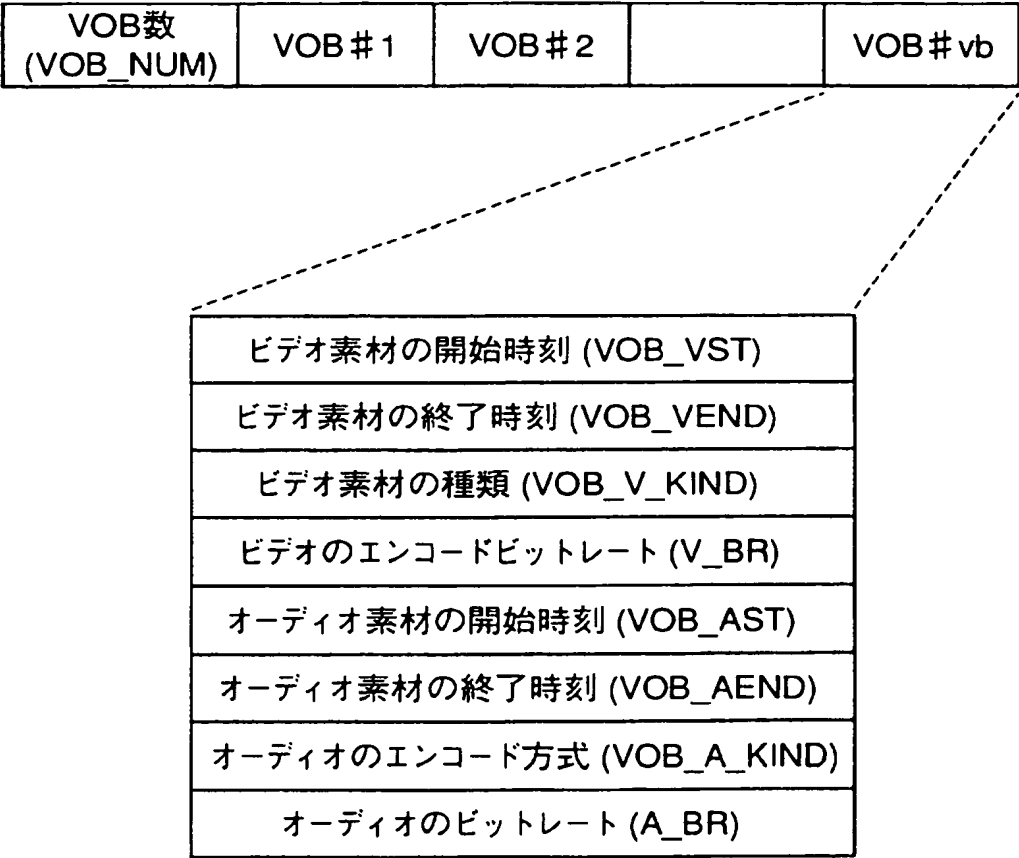 VOB数
(VOB_NUM)
VOB#1
VOB#2
VOB#vb
ビデオ素材の開始時刻 (VOB_VST)
ビデオ素材の終了時刻 (VOB_VEND)
ビデオ素材の種類 (VOB_V_KIND)
ビデオのエンコードビットレート (V_BR)
オーディオ素材の開始時刻 (VOB_AST)
オーディオ素材の終了時刻 (VOB_AEND)
オーディオのエンコード方式 (VOB_A_KIND)
オーディオのビットレート (A_BR)